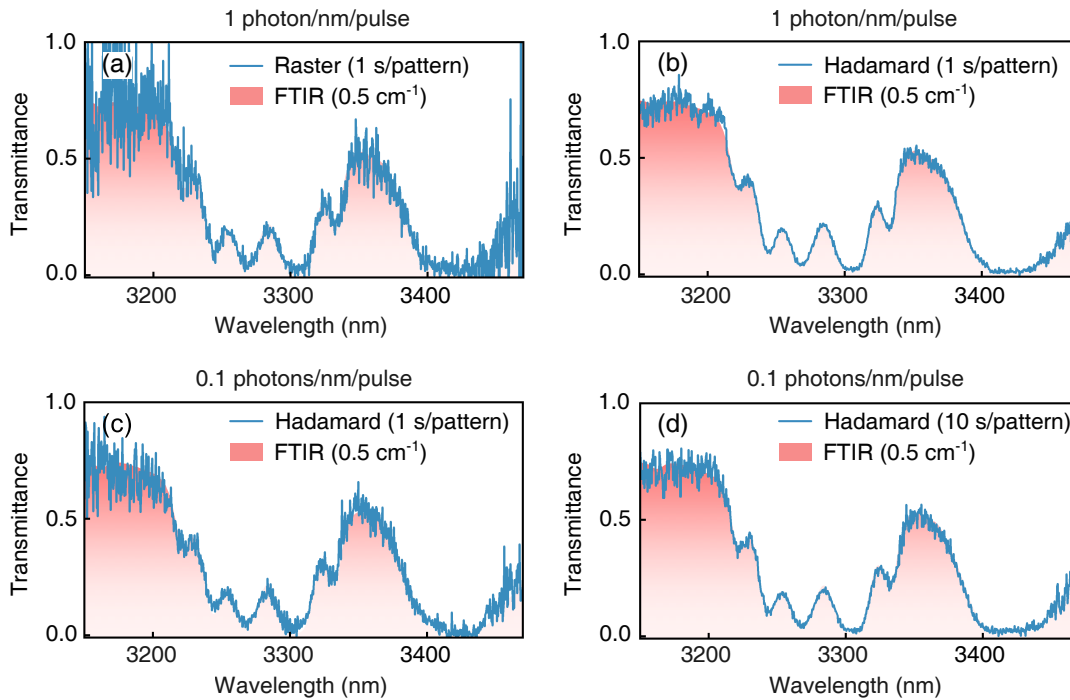 1 photon/nm/pulse
(a)
Raster (1 s/pattern)
FTIR (0.5 cm⁻¹)
Transmittance
1.0
0.5
0.0
3200
3300
3400
Wavelength (nm)
1 photon/nm/pulse
(b)
Hadamard (1 s/pattern)
FTIR (0.5 cm⁻¹)
Transmittance
1.0
0.5
0.0
3200
3300
3400
Wavelength (nm)
0.1 photons/nm/pulse
(c)
Hadamard (1 s/pattern)
FTIR (0.5 cm⁻¹)
Transmittance
1.0
0.5
0.0
3200
3300
3400
Wavelength (nm)
0.1 photons/nm/pulse
(d)
Hadamard (10 s/pattern)
FTIR (0.5 cm⁻¹)
Transmittance
1.0
0.5
0.0
3200
3300
3400
Wavelength (nm)